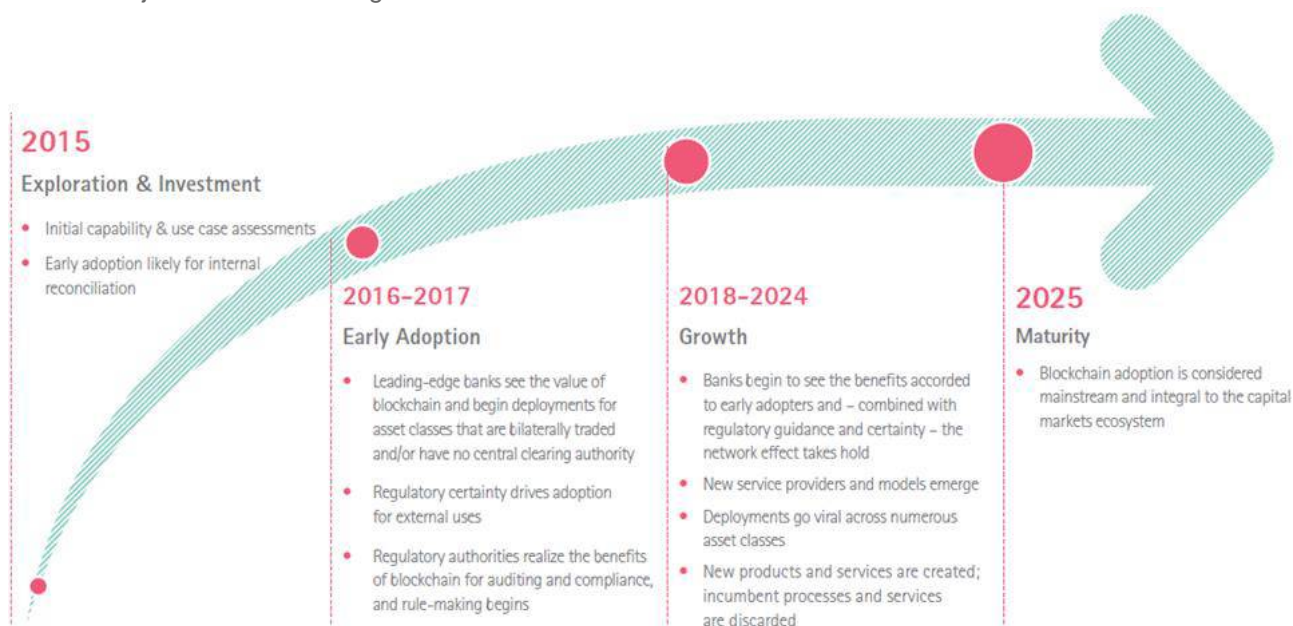 2015
Exploration & Investment
Initial capability & use case assessments
Early adoption likely for internal
reconciliation
2016–2017
Early Adoption
Leading-edge banks see the value of
blockchain and begin deployments for
asset classes that are bilaterally traded
and/or have no central clearing authority
Regulatory certainty drives adoption
for external uses
Regulatory authorities realize the benefits
of blockchain for auditing and compliance,
and rule-making begins
2018–2024
Growth
Banks begin to see the benefits accorded
to early adopters and – combined with
regulatory guidance and certainty – the
network effect takes hold
New service providers and models emerge
Deployments go viral across numerous
asset classes
New products and services are created;
incumbent processes and services
are discarded
2025
Maturity
Blockchain adoption is considered
mainstream and integral to the capital
markets ecosystem